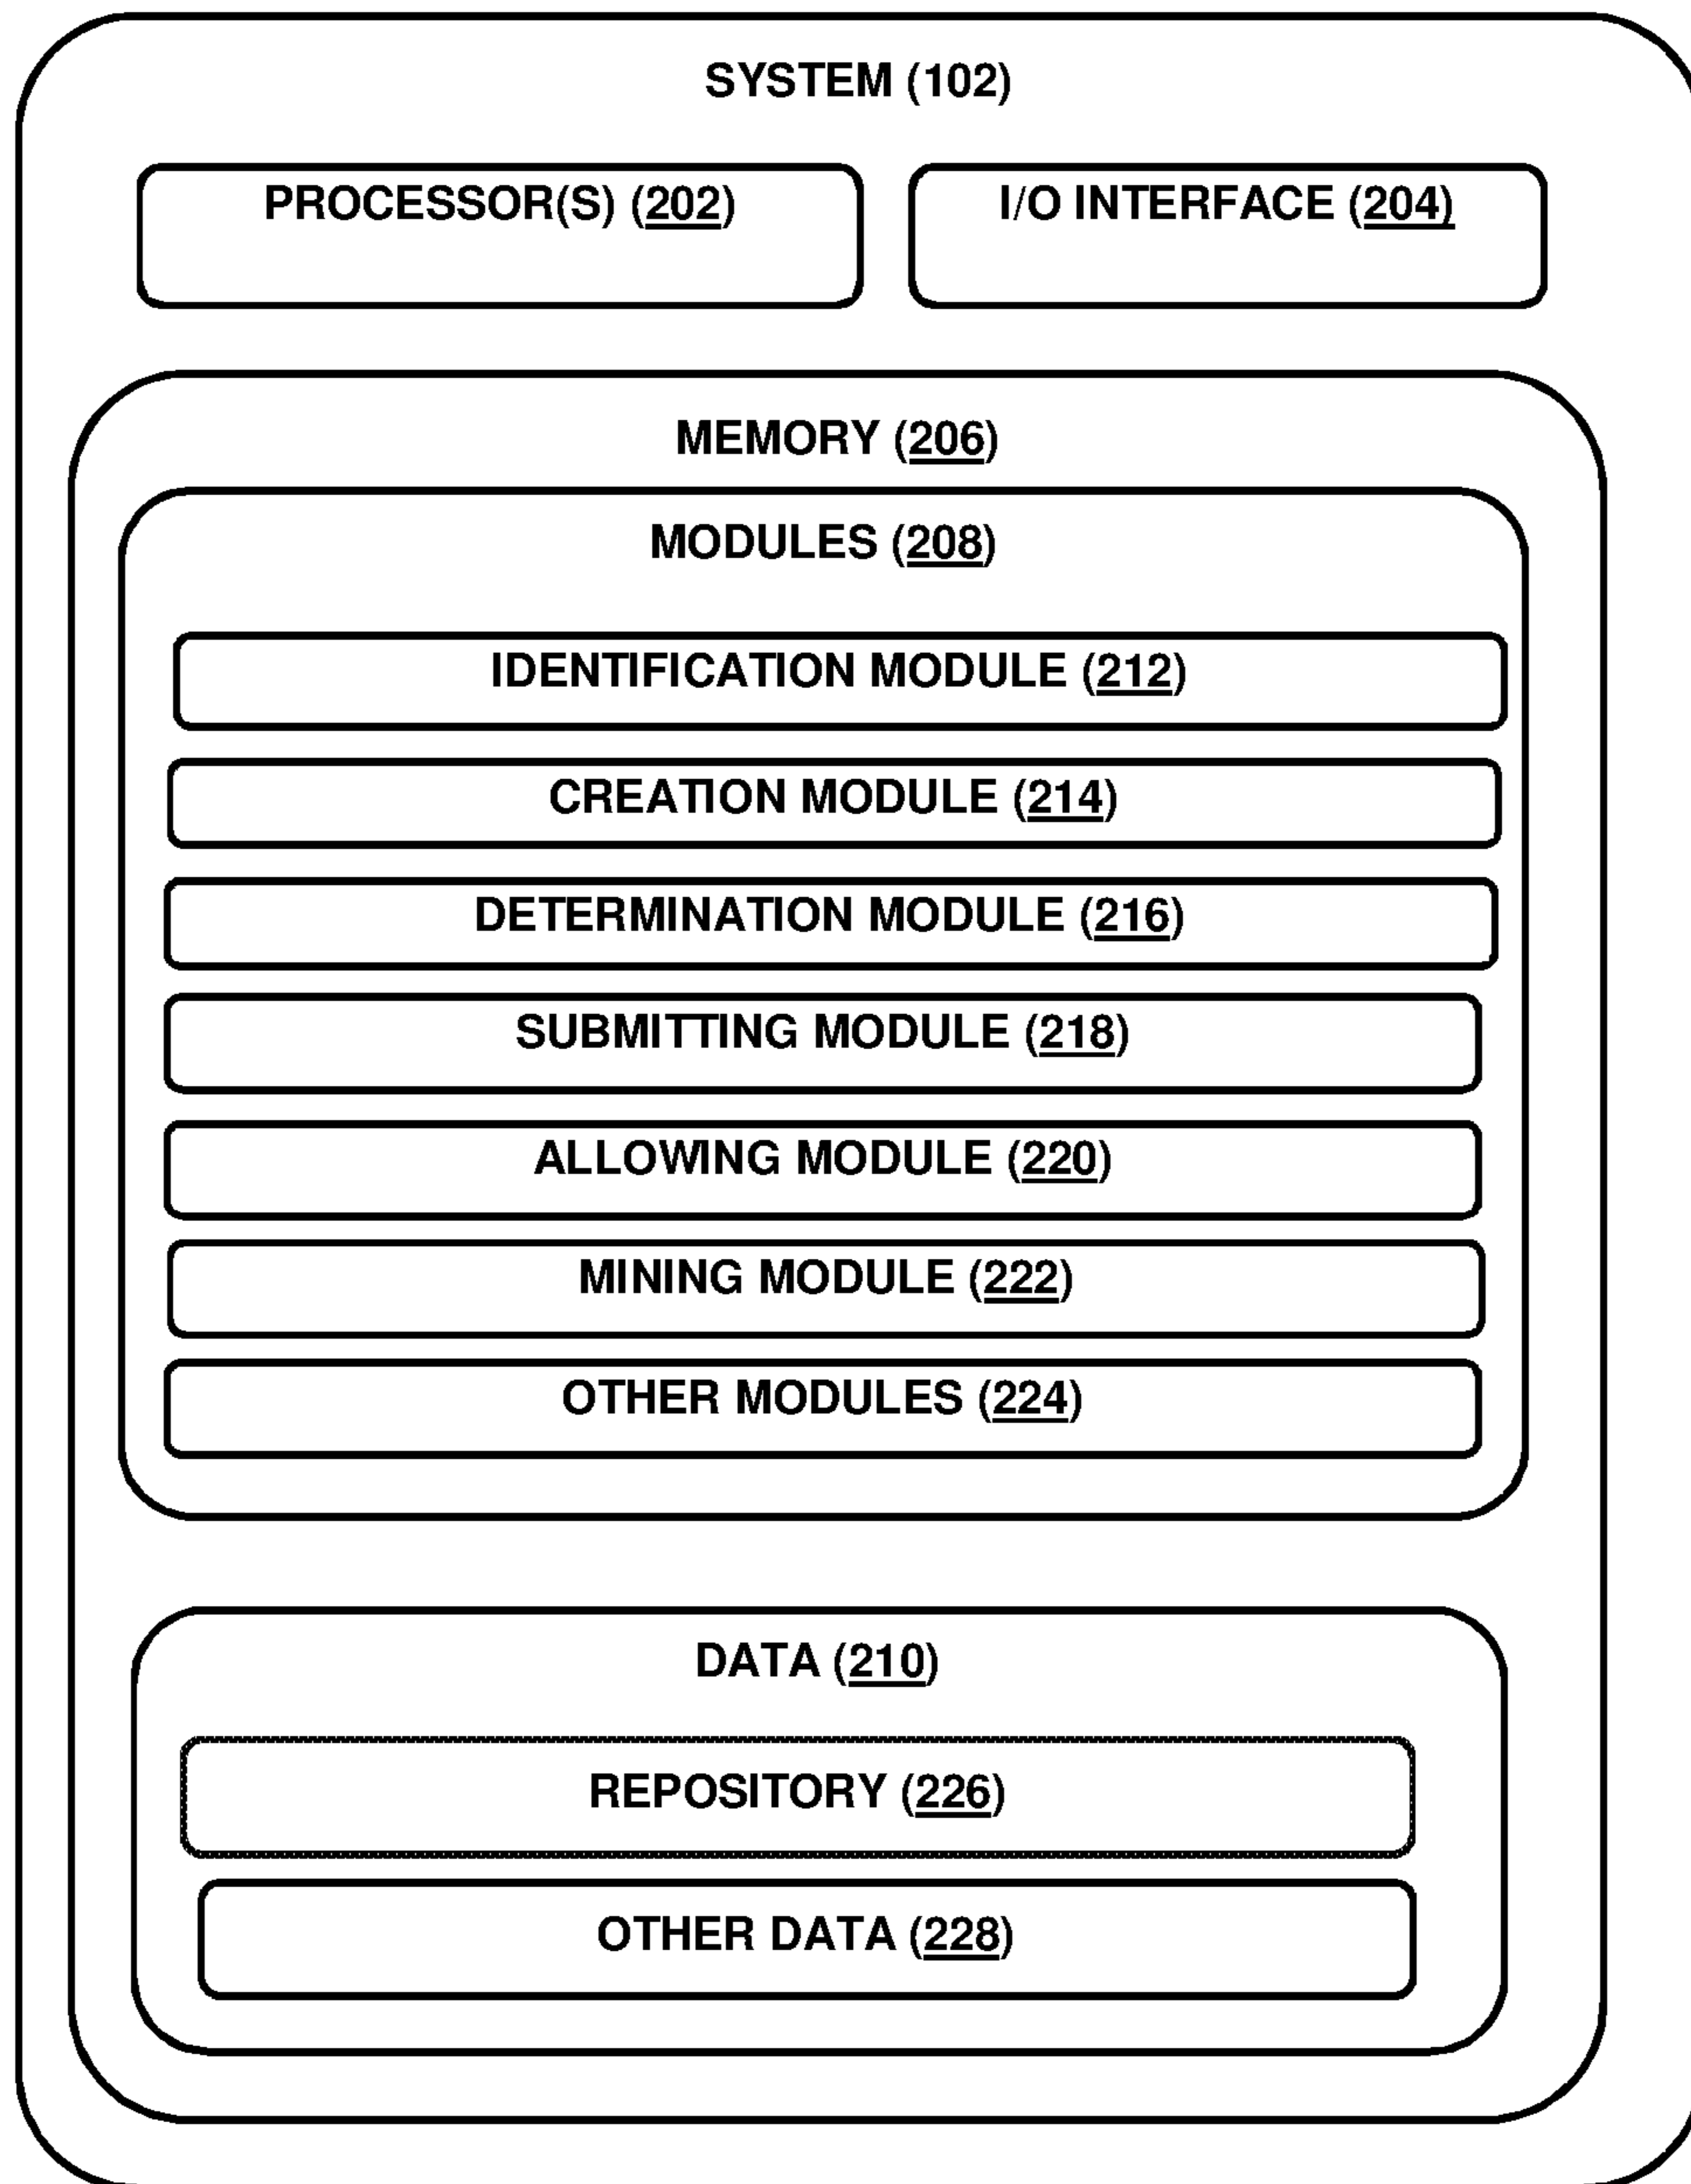 SYSTEM (102)
PROCESSOR(S) (202)
I/O INTERFACE (204)
MEMORY (206)
MODULES (208)
IDENTIFICATION MODULE (212)
CREATION MODULE (214)
DETERMINATION MODULE (216)
SUBMITTING MODULE (218)
ALLOWING MODULE (220)
MINING MODULE (222)
OTHER MODULES (224)
DATA (210)
REPOSITORY (226)
OTHER DATA (228)